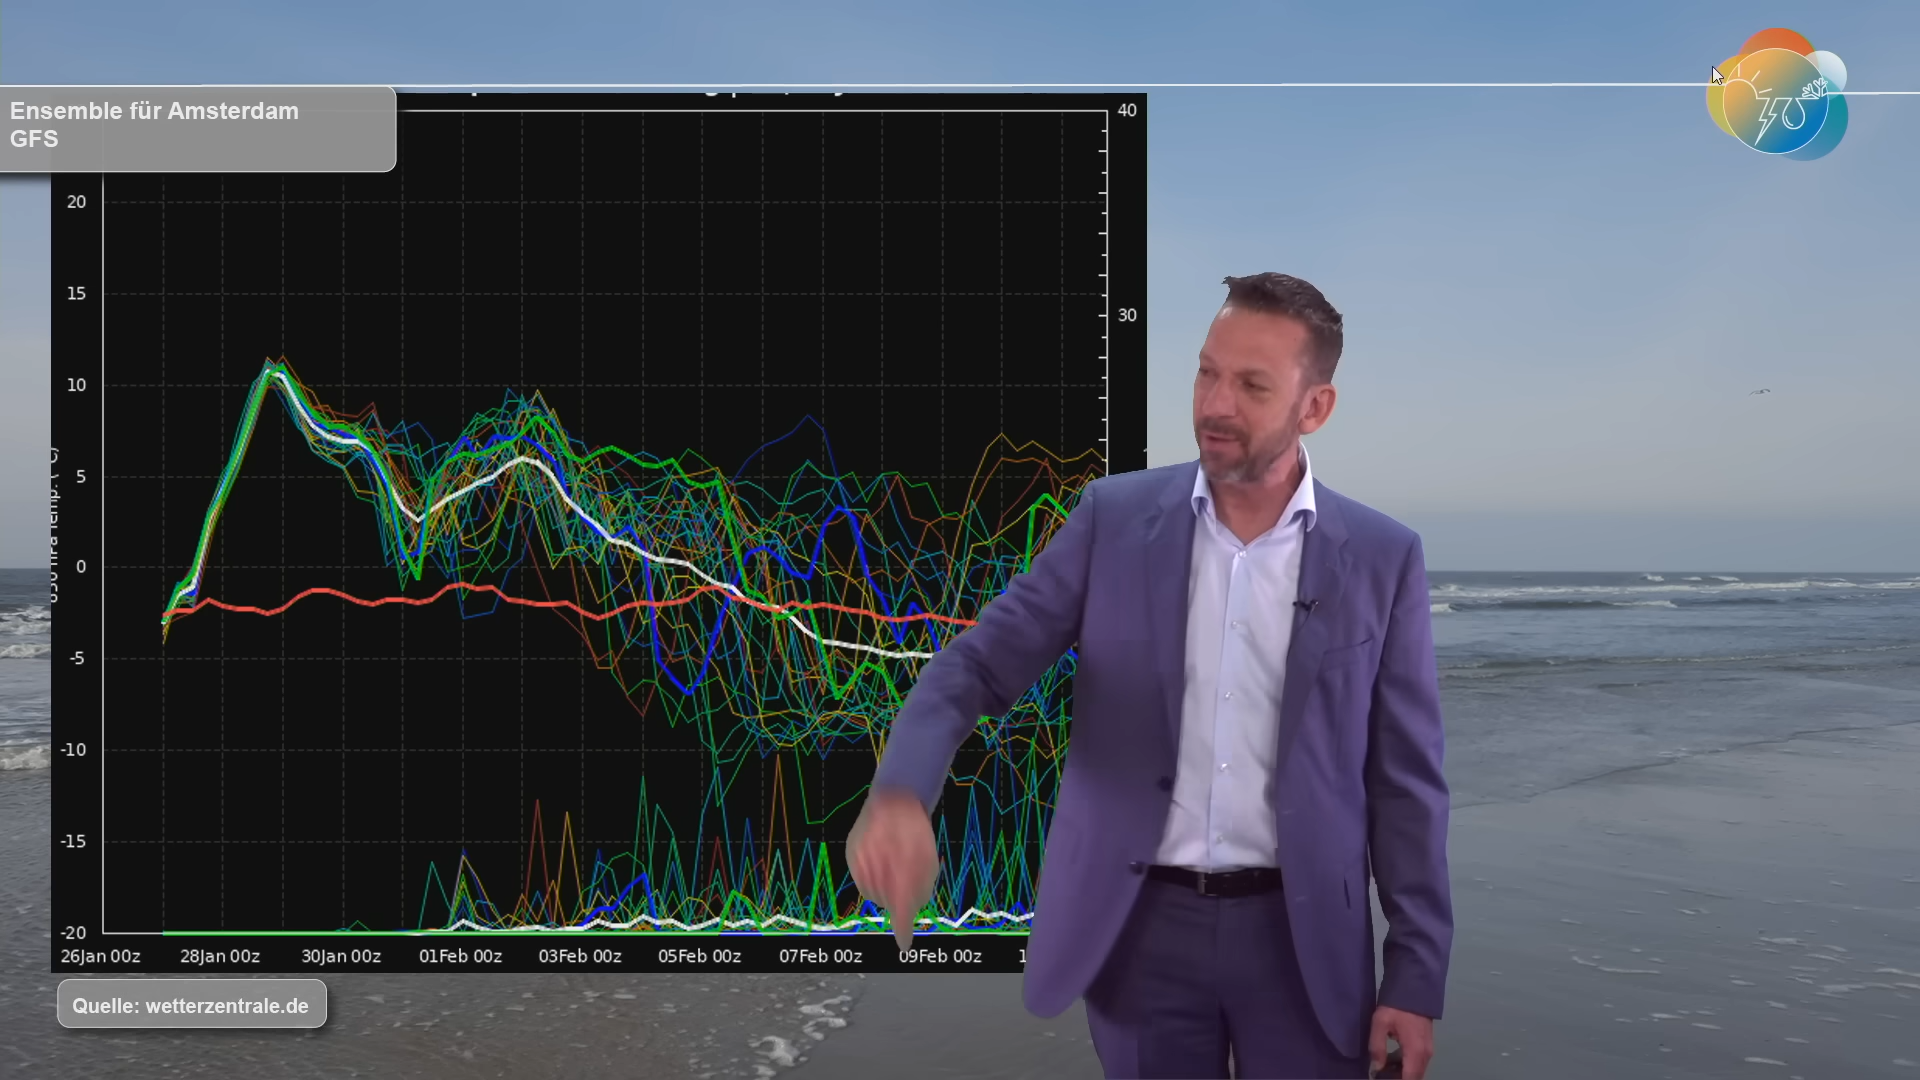 Ensemble für Amsterdam
GFS
40
20
15
30
10
5
0
-5
-10
-15
-20
26Jan 00z 28Jan 00z 30Jan 00z 01Feb 00z 03Feb 00z 05Feb 00z 07Feb 00z 09Feb 00z
Quelle: wetterzentrale.de